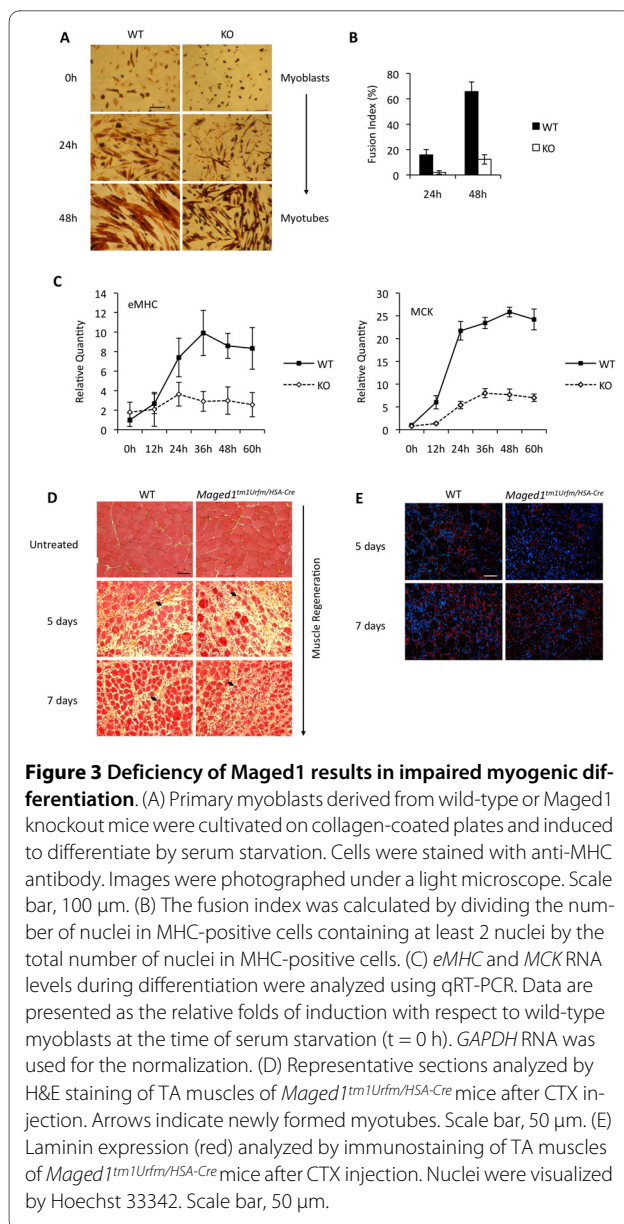 A
WT
KO
0h
Myoblasts
24h
48h
Myotubes
B
Fusion Index (%)
80
60
40
20
0
24h
48h
WT
KO
C
eMHC
Relative Quantity
14
12
10
8
6
4
2
0
0h 12h 24h 36h 48h 60h
WT
KO
MCK
Relative Quantity
30
25
20
15
10
5
0
0h 12h 24h 36h 48h 60h
WT
KO
D
WT
Maged1tm1Urfm/HSA-Cre
Untreated
5 days
7 days
Muscle Regeneration
E
WT
Maged1tm1Urfm/HSA-Cre
5 days
7 days
Figure 3 Deficiency of Maged1 results in impaired myogenic dif-
ferentiation. (A) Primary myoblasts derived from wild-type or Maged1
knockout mice were cultivated on collagen-coated plates and induced
to differentiate by serum starvation. Cells were stained with anti-MHC
antibody. Images were photographed under a light microscope. Scale
bar, 100 μm. (B) The fusion index was calculated by dividing the num-
ber of nuclei in MHC-positive cells containing at least 2 nuclei by the
total number of nuclei in MHC-positive cells. (C) eMHC and MCK RNA
levels during differentiation were analyzed using qRT-PCR. Data are
presented as the relative folds of induction with respect to wild-type
myoblasts at the time of serum starvation (t = 0 h). GAPDH RNA was
used for the normalization. (D) Representative sections analyzed by
H&E staining of TA muscles of Maged1tm1Urfm/HSA-Cre mice after CTX in-
jection. Arrows indicate newly formed myotubes. Scale bar, 50 μm. (E)
Laminin expression (red) analyzed by immunostaining of TA muscles
of Maged1tm1Urfm/HSA-Cre mice after CTX injection. Nuclei were visualized
by Hoechst 33342. Scale bar, 50 μm.